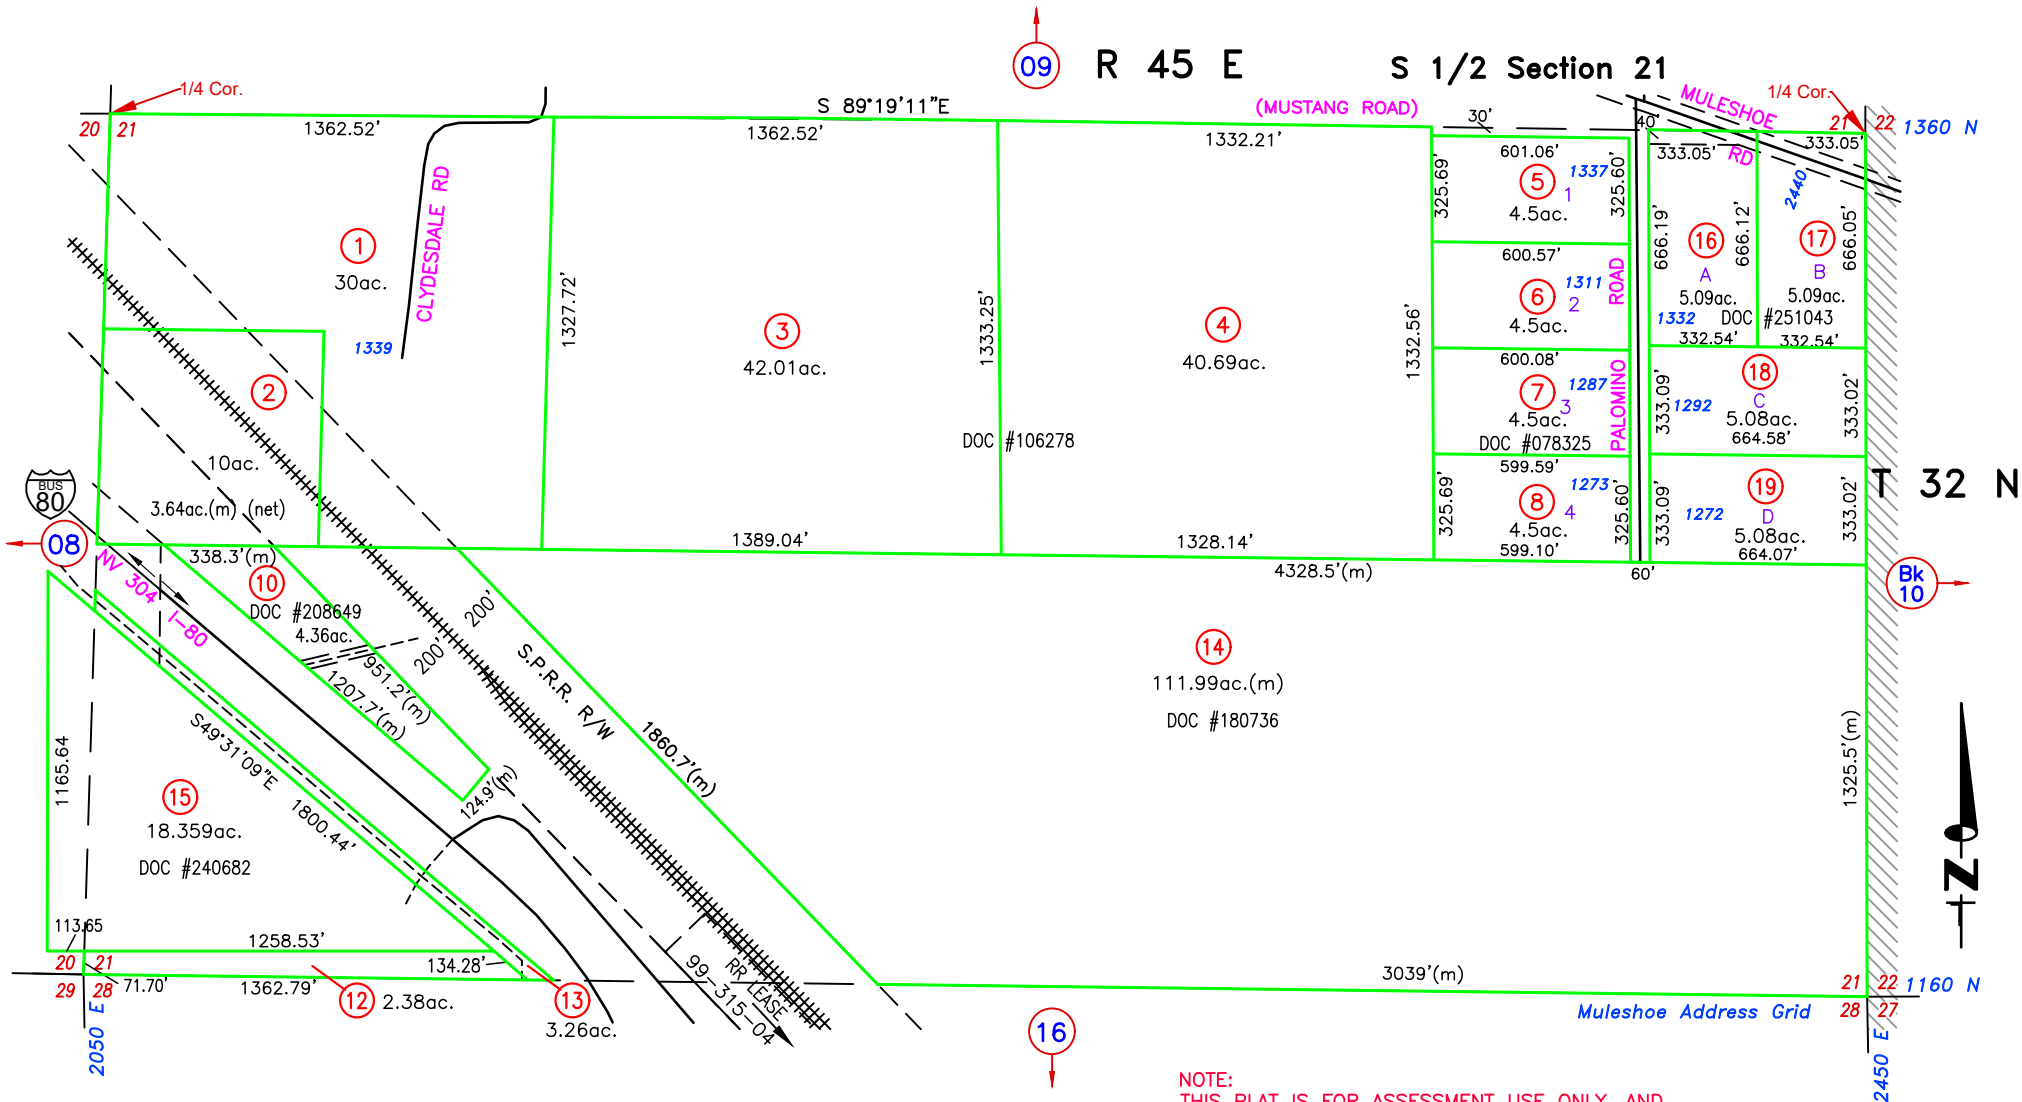 09
R 45 E
S 1/2 Section 21
1/4 Cor.
1/4 Cor.
20 21
S 89°19'11"E
(MUSTANG ROAD)
30'
40'
MULESHOE
RD
21 22
1360 N
1362.52'
1362.52'
1332.21'
601.06'
333.05'
333.05'
CLYDESDALE RD
1
30ac.
1339
1327.72'
3
42.01ac.
1333.25'
DOC #106278
4
40.69ac.
1332.56'
325.69'
5
1337
1
4.5ac.
325.60'
600.57'
6
1311
2
4.5ac.
600.08'
7
1287
3
4.5ac.
DOC #078325
599.59'
325.69'
8
1273
4
4.5ac.
325.60'
599.10'
PALOMINO
ROAD
666.19'
16
A
5.09ac.
1332
666.12'
2440
17
B
5.09ac.
666.05'
DOC #251043
332.54'
332.54'
333.09'
18
C
1292
5.08ac.
664.58'
333.02'
333.09'
19
D
1272
5.08ac.
664.07'
333.02'
T 32 N
2
10ac.
3.64ac.(m) (net)
BUS
80
08
338.3'(m)
1389.04'
1328.14'
4328.5'(m)
60'
Bk
10
NV 304
I-80
10
DOC #208649
4.36ac.
951.2'(m)
1207.7'(m)
124.9'(m)
200'
200'
S.P.R.R. R/W
1860.7'(m)
14
111.99ac.(m)
DOC #180736
1325.5'(m)
S49°31'09"E
1800.44'
1165.64
15
18.359ac.
DOC #240682
113.65
1258.53'
134.28'
20 21
29 28
71.70'
1362.79'
12
2.38ac.
13
3.26ac.
RR LEASE
99-315-04
3039'(m)
21 22
28 27
1160 N
Muleshoe Address Grid
2050 E
2450 E
16
N
NOTE:
THIS PLAT IS FOR ASSESSMENT USE ONLY, AND